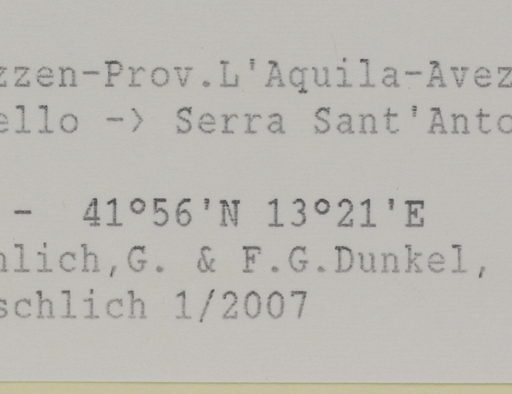 zzen-Prov.L'Aquila-Avez
ello -> Serra Sant'Anto
- 41°56'N 13°21'E
hlich,G. & F.G.Dunkel,
schlich 1/2007